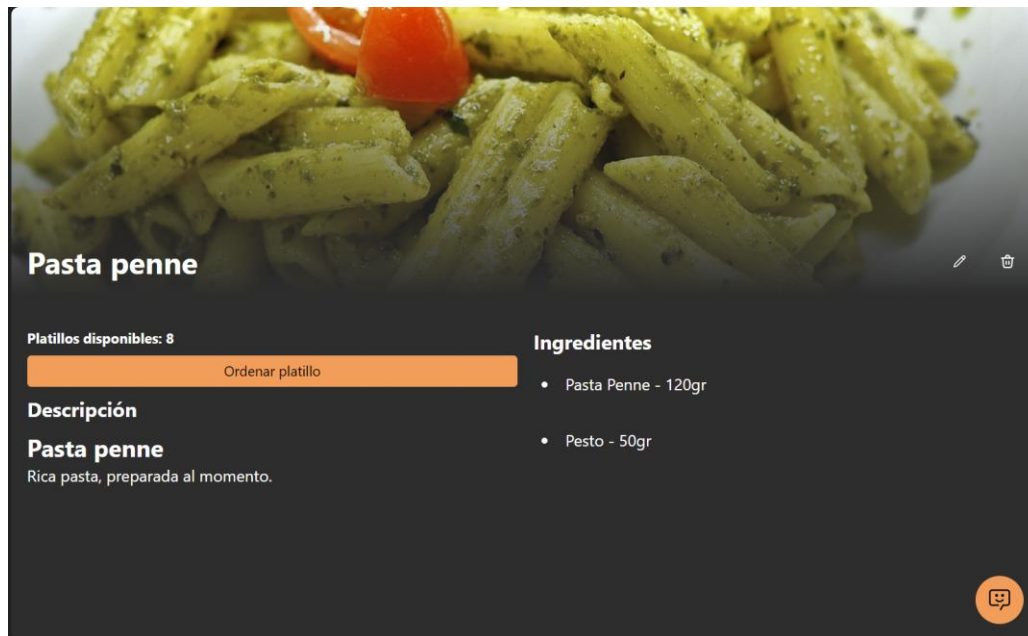 Pasta penne
Platillos disponibles: 8
Ordenar platillo
Descripción
Pasta penne
Rica pasta, preparada al momento.
Ingredientes
• Pasta Penne - 120gr
• Pesto - 50gr